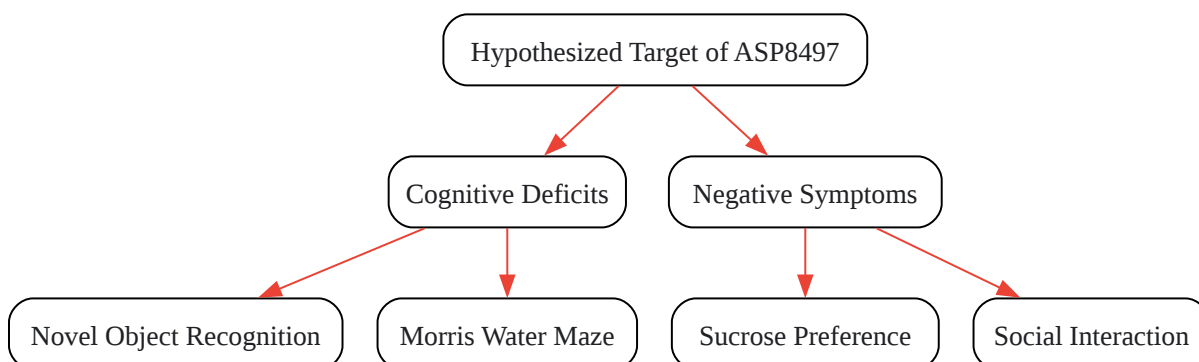 Hypothesized Target of ASP8497
Cognitive Deficits
Negative Symptoms
Novel Object Recognition
Morris Water Maze
Sucrose Preference
Social Interaction